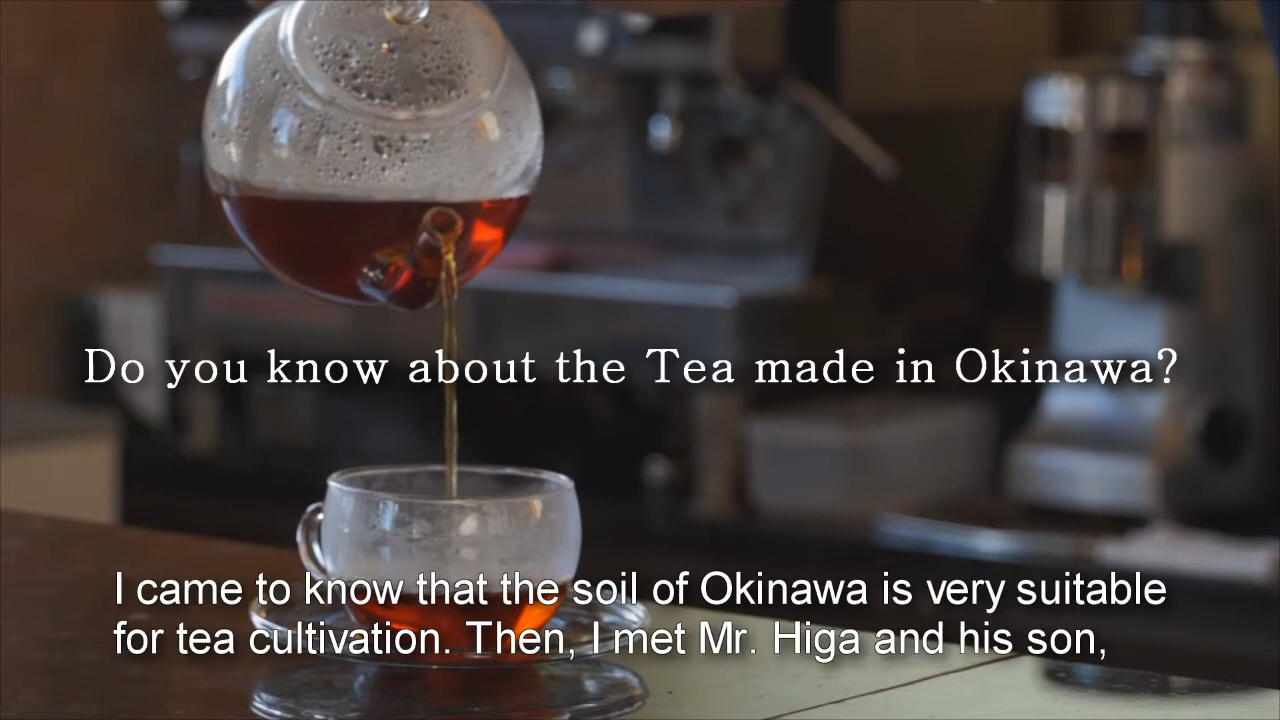 Do you know about the Tea made in Okinawa?
I came to know that the soil of Okinawa is very suitable
for tea cultivation. Then, I met Mr. Higa and his son,